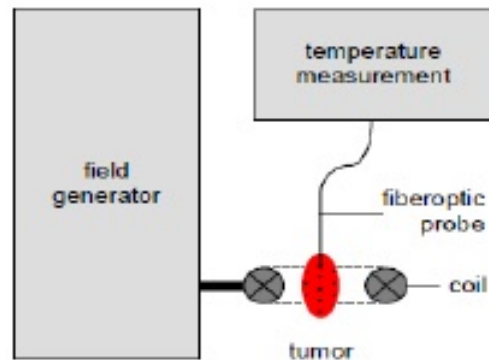 temperature
measurement
field
generator
fiberoptic
probe
coil
tumor